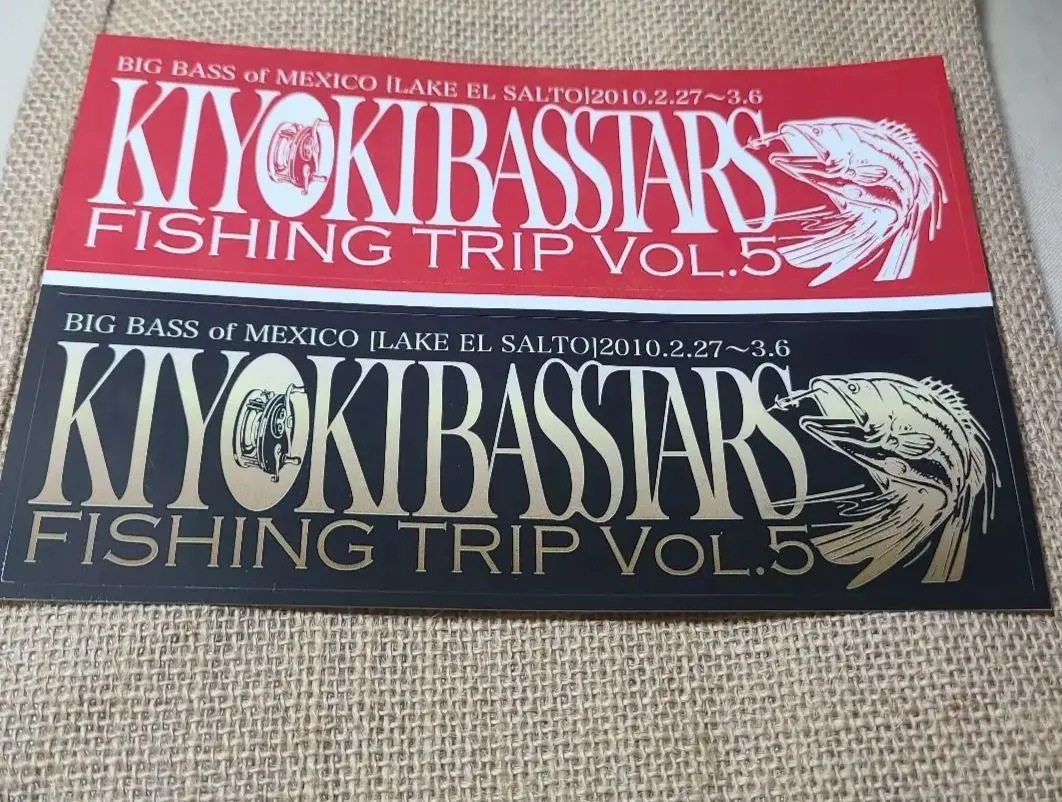 BIG BASS of MEXICO [LAKE EL SALTO]2010.2.27～3.6
KIYOKIBASSTARS
FISHING TRIP VOL.5
BIG BASS of MEXICO [LAKE EL SALTO]2010.2.27～3.6
KIYOKIBASSTARS
FISHING TRIP VOL.5